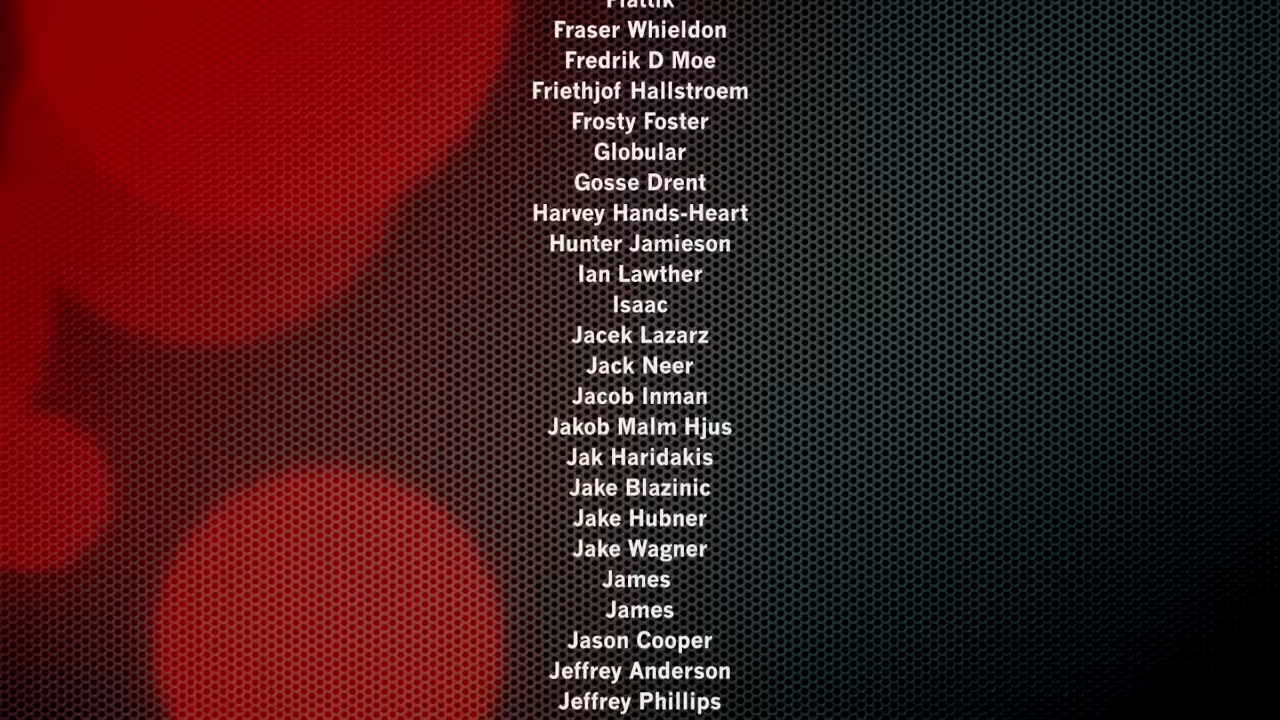 Fraser Whieldon
Fredrik D Moe
Friethjof Hallstroem
Frosty Foster
Globular
Gosse Drent
Harvey Hands-Heart
Hunter Jamieson
Ian Lawther
Isaac
Jacek Lazarz
Jack Neer
Jacob Inman
Jakob Malm Hjus
Jak Haridakis
Jake Blazinic
Jake Hubner
Jake Wagner
James
James
Jason Cooper
Jeffrey Anderson
Jeffrey Phillips